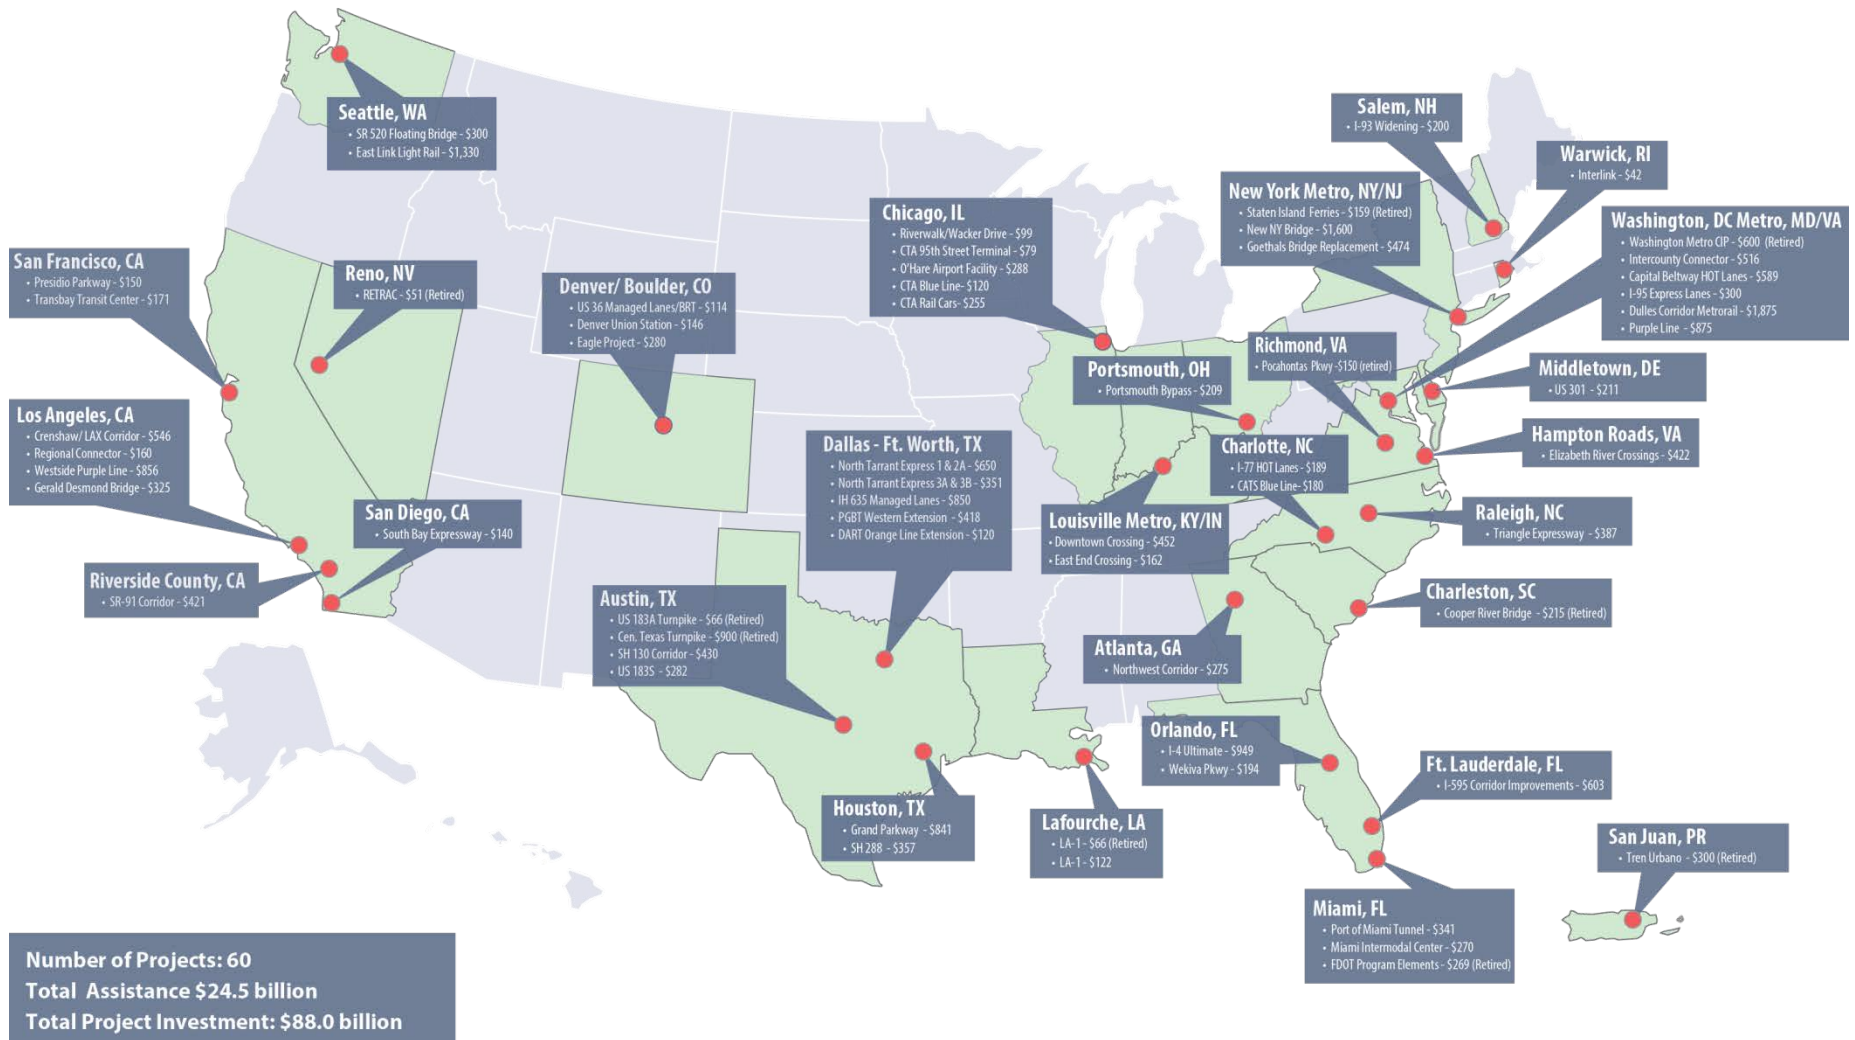 Seattle, WA
• SR 520 Floating Bridge - $300
• East Link Light Rail - $1,330
Salem, NH
• I-93 Widening - $200
Warwick, RI
• Interlink - $42
New York Metro, NY/NJ
• Staten Island Ferries - $159 (Retired)
• New NY Bridge - $1,600
• Goethals Bridge Replacement - $474
Chicago, IL
• Riverwalk/Wacker Drive - $99
• CTA 95th Street Terminal - $79
• O'Hare Airport Facility - $288
• CTA Blue Line- $120
• CTA Rail Cars- $255
Washington, DC Metro, MD/VA
• Washington Metro CIP - $600 (Retired)
• Intercounty Connector - $516
• Capital Beltway HOT Lanes - $589
• I-95 Express Lanes - $300
• Dulles Corridor Metrorail - $1,875
• Purple Line - $875
San Francisco, CA
• Presidio Parkway - $150
• Transbay Transit Center - $171
Reno, NV
• RETRAC - $51 (Retired)
Denver/ Boulder, CO
• US 36 Managed Lanes/BRT - $114
• Denver Union Station - $146
• Eagle Project - $280
Richmond, VA
• Pocahontas Pkwy -$150 (retired)
Portsmouth, OH
• Portsmouth Bypass - $209
Middletown, DE
• US 301 - $211
Los Angeles, CA
• Crenshaw/ LAX Corridor - $546
• Regional Connector - $160
• Westside Purple Line - $856
• Gerald Desmond Bridge - $325
Dallas - Ft. Worth, TX
• North Tarrant Express 1 & 2A - $650
• North Tarrant Express 3A & 3B - $351
• IH 635 Managed Lanes - $850
• PGBT Western Extension - $418
• DART Orange Line Extension - $120
Charlotte, NC
• I-77 HOT Lanes - $189
• CATS Blue Line- $180
Hampton Roads, VA
• Elizabeth River Crossings - $422
San Diego, CA
• South Bay Expressway - $140
Louisville Metro, KY/IN
• Downtown Crossing - $452
• East End Crossing - $162
Raleigh, NC
• Triangle Expressway - $387
Riverside County, CA
• SR-91 Corridor - $421
Austin, TX
• US 183A Turnpike - $66 (Retired)
• Cen. Texas Turnpike - $900 (Retired)
• SH 130 Corridor - $430
• US 183S - $282
Charleston, SC
• Cooper River Bridge - $215 (Retired)
Atlanta, GA
• Northwest Corridor - $275
Orlando, FL
• I-4 Ultimate - $949
• Wekiva Pkwy - $194
Ft. Lauderdale, FL
• I-595 Corridor Improvements - $603
Houston, TX
• Grand Parkway - $841
• SH 288 - $357
Lafourche, LA
• LA-1 - $66 (Retired)
• LA-1 - $122
San Juan, PR
• Tren Urbano - $300 (Retired)
Miami, FL
• Port of Miami Tunnel - $341
• Miami Intermodal Center - $270
• FDOT Program Elements - $269 (Retired)
Number of Projects: 60
Total Assistance $24.5 billion
Total Project Investment: $88.0 billion